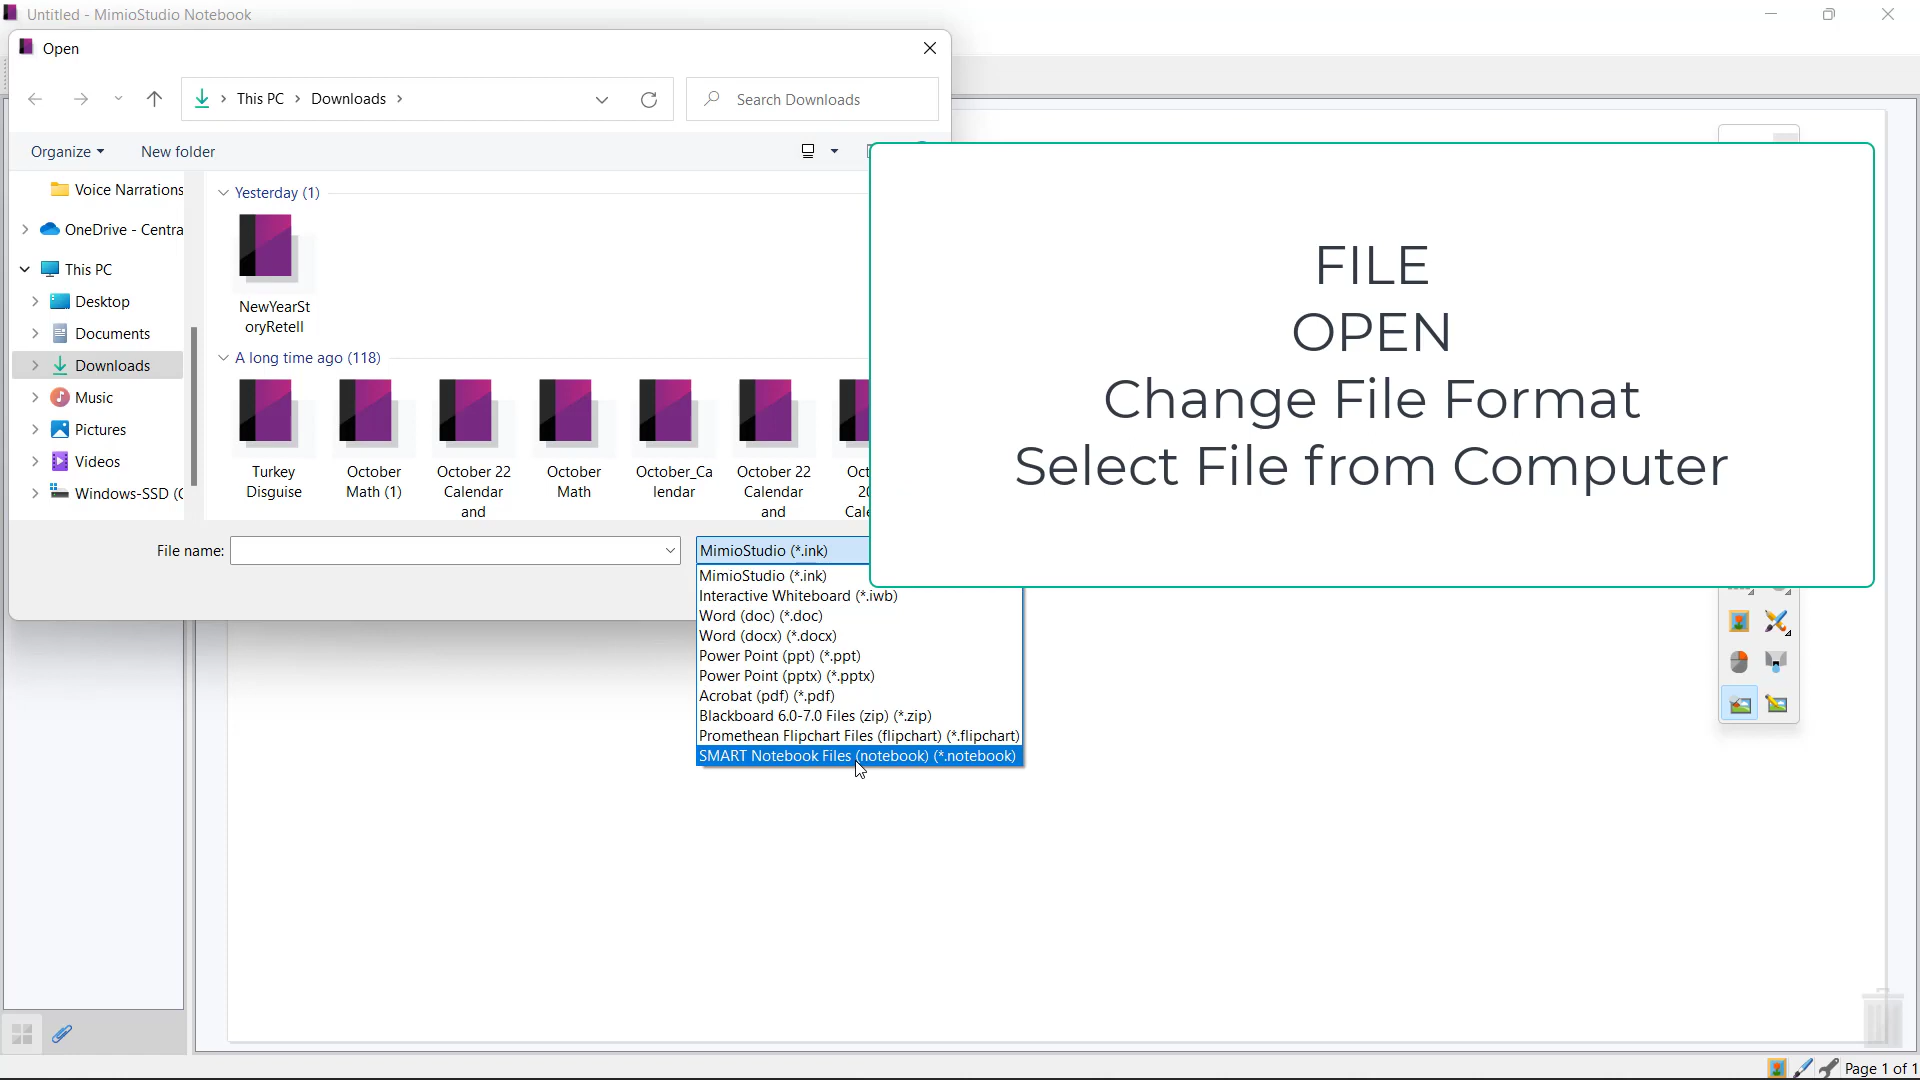 Untitled - MimioStudio Notebook
Open
This PC > Downloads >
Search Downloads
Organize
New folder
Voice Narrations
OneDrive - Centra
This PC
Desktop
Documents
Downloads
Music
Pictures
Videos
Windows-SSD (C
Yesterday (1)
NewYearSt
oryRetell
A long time ago (118)
Turkey
Disguise
October
Math (1)
October 22
Calendar
and
October
Math
October_Ca
lendar
October 22
Calendar
and
Oct
20
Cale
File name:
MimioStudio (*.ink)
MimioStudio (*.ink)
Interactive Whiteboard (*.iwb)
Word (doc) (*.doc)
Word (docx) (*.docx)
Power Point (ppt) (*.ppt)
Power Point (pptx) (*.pptx)
Acrobat (pdf) (*.pdf)
Blackboard 6.0-7.0 Files (zip) (*.zip)
Promethean Flipchart Files (flipchart) (*.flipchart)
SMART Notebook Files (notebook) (*.notebook)
FILE
OPEN
Change File Format
Select File from Computer
Page 1 of 1